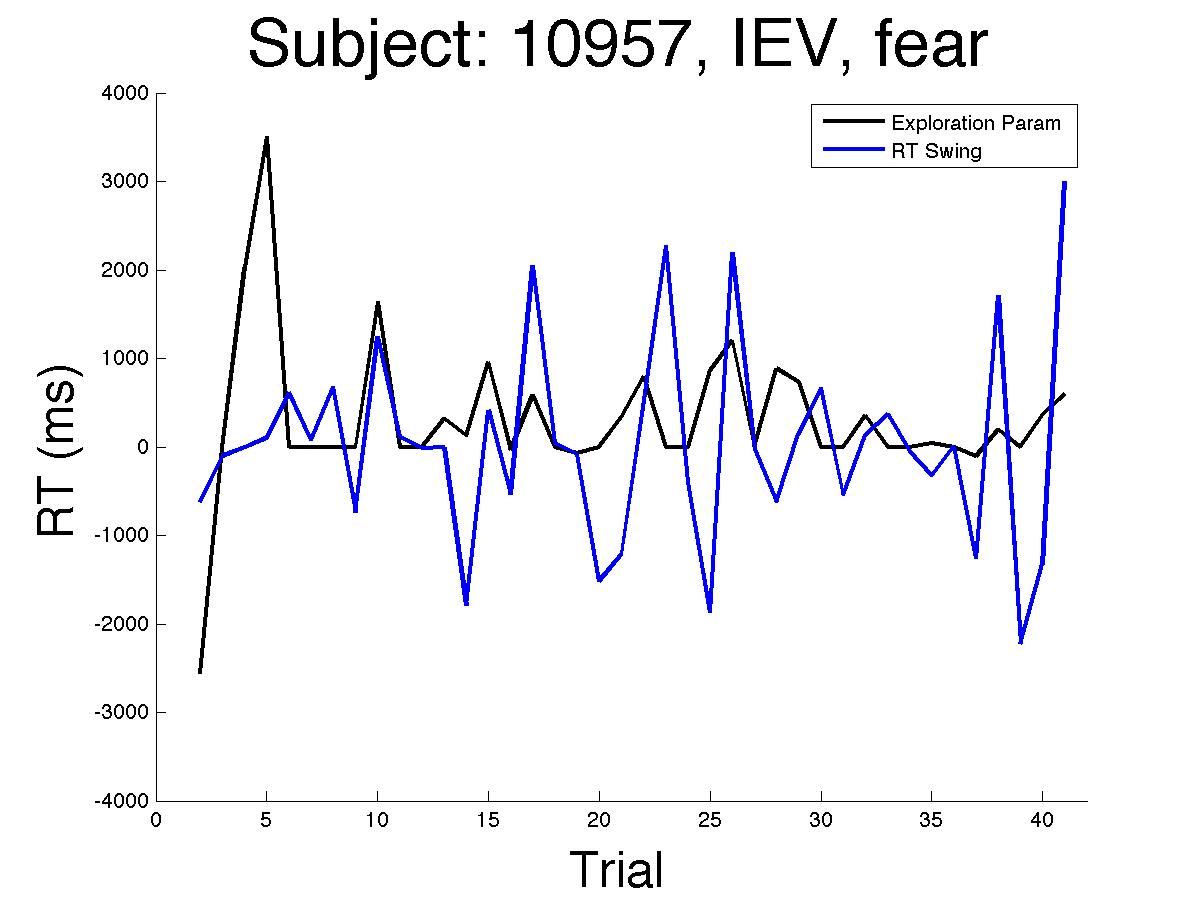 Subject: 10957, IEV, fear
4000
3000
2000
1000
0
-1000
-2000
-3000
-4000
RT (ms)
Exploration Param
RT Swing
0 5 10 15 20 25 30 35 40
Trial